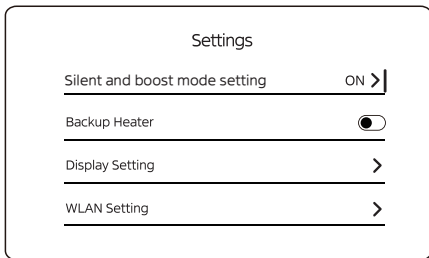 Settings
Silent and boost mode setting ON
Backup Heater
Display Setting
WLAN Setting